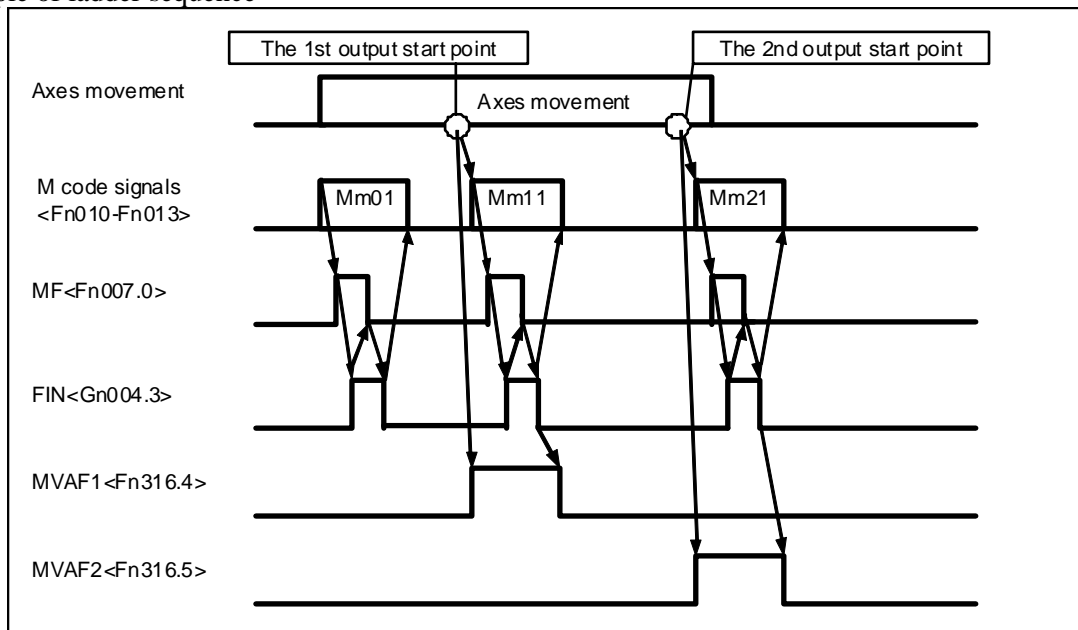 The 1st output start point
The 2nd output start point
Axes movement
Axes movement
M code signals
<Fn010-Fn013>
Mm01
Mm11
Mm21
MF<Fn007.0>
FIN<Gn004.3>
MVAF1<Fn316.4>
MVAF2<Fn316.5>